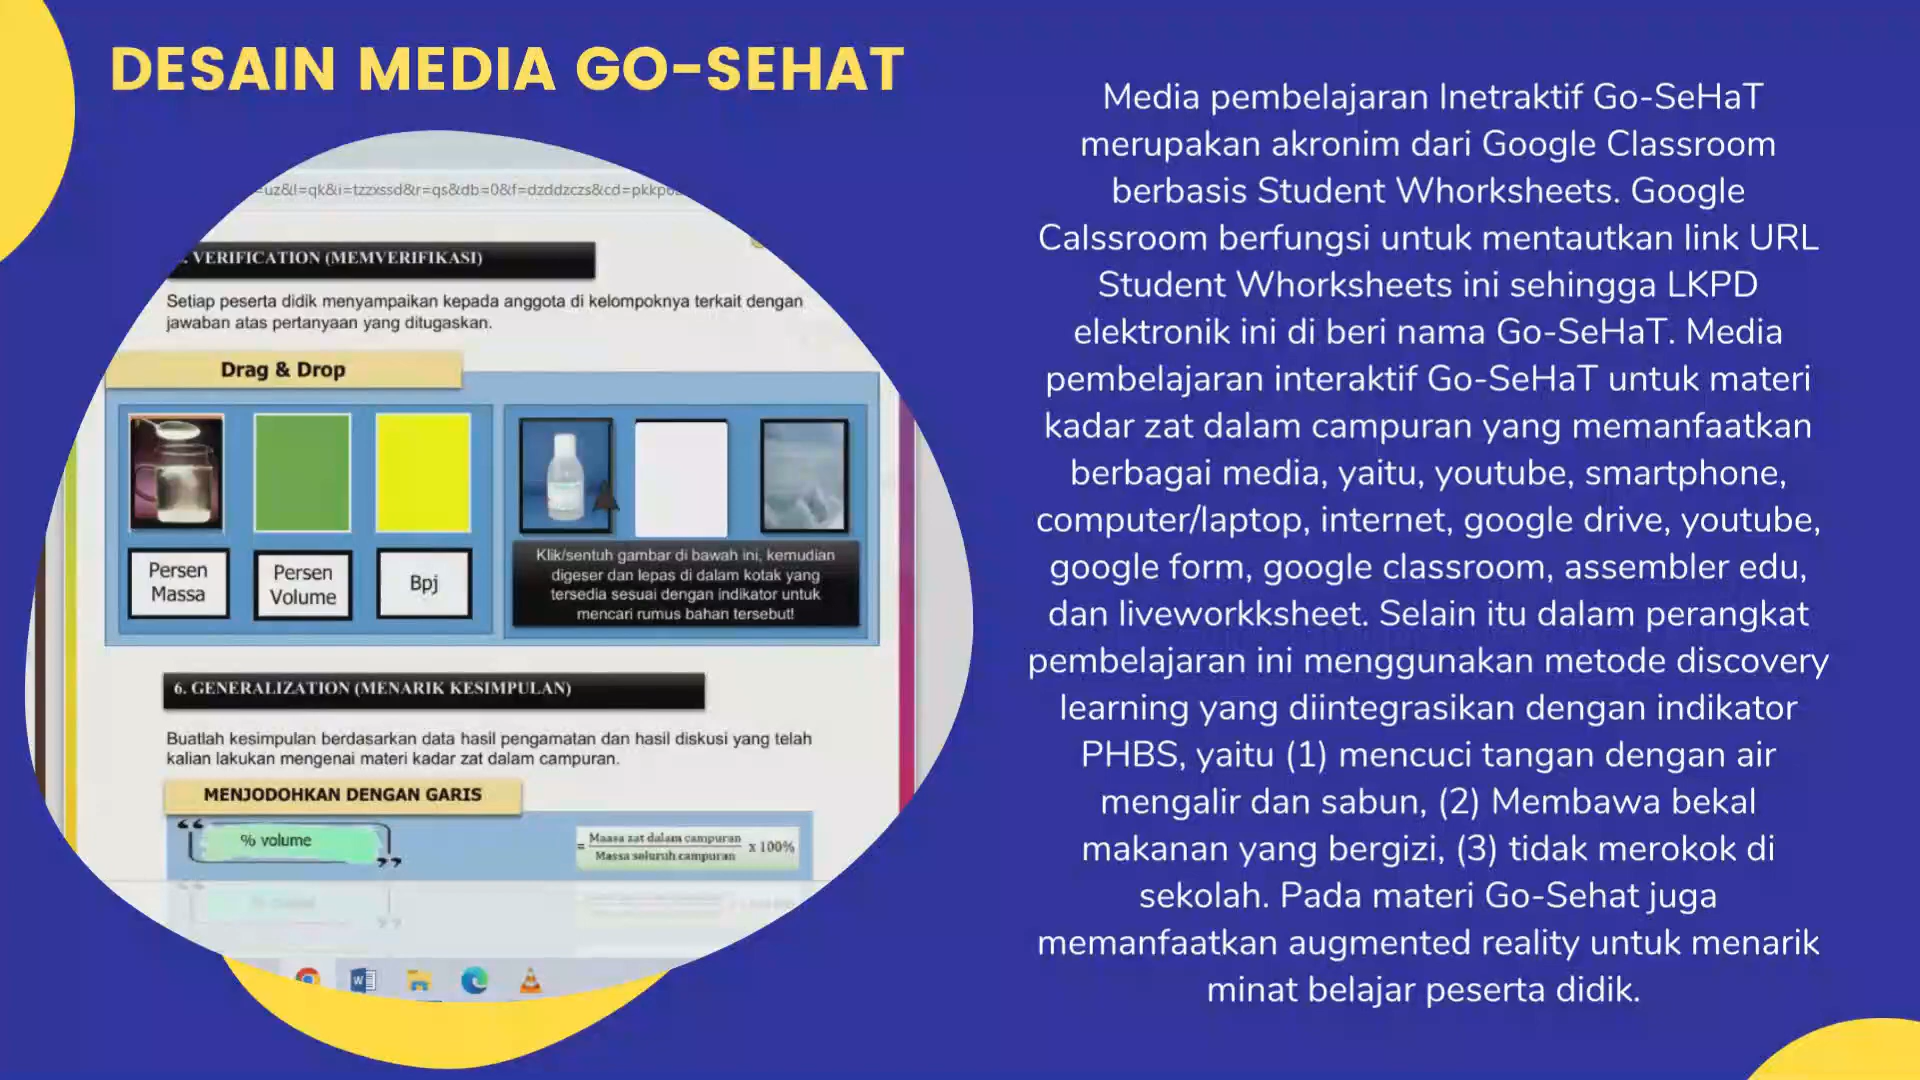 DESAIN MEDIA GO-SEHAT
=uz&l=qk&i=tzzxssd&r=qs&db=0&f=dzddzczs&cd=pkkp
. VERIFICATION (MEMVERIFIKASI)
Setiap peserta didik menyampaikan kepada anggota di kelompoknya terkait dengan
jawaban atas pertanyaan yang ditugaskan.
Drag & Drop
Persen
Massa
Persen
Volume
Bpj
Klik/sentuh gambar di bawah ini, kemudian
digeser dan lepas di dalam kotak yang
tersedia sesuai dengan indikator untuk
mencari rumus bahan tersebut!
6. GENERALIZATION (MENARIK KESIMPULAN)
Buatlah kesimpulan berdasarkan data hasil pengamatan dan hasil diskusi yang telah
kalian lakukan mengenai materi kadar zat dalam campuran.
MENJODOHKAN DENGAN GARIS
% volume
= Massa zat dalam campuran
Massa seluruh campuran
x 100%
Media pembelajaran Inetraktif Go-SeHaT
merupakan akronim dari Google Classroom
berbasis Student Whorksheets. Google
Calssroom berfungsi untuk mentautkan link URL
Student Whorksheets ini sehingga LKPD
elektronik ini di beri nama Go-SeHaT. Media
pembelajaran interaktif Go-SeHaT untuk materi
kadar zat dalam campuran yang memanfaatkan
berbagai media, yaitu, youtube, smartphone,
computer/laptop, internet, google drive, youtube,
google form, google classroom, assembler edu,
dan liveworkksheet. Selain itu dalam perangkat
pembelajaran ini menggunakan metode discovery
learning yang diintegrasikan dengan indikator
PHBS, yaitu (1) mencuci tangan dengan air
mengalir dan sabun, (2) Membawa bekal
makanan yang bergizi, (3) tidak merokok di
sekolah. Pada materi Go-Sehat juga
memanfaatkan augmented reality untuk menarik
minat belajar peserta didik.